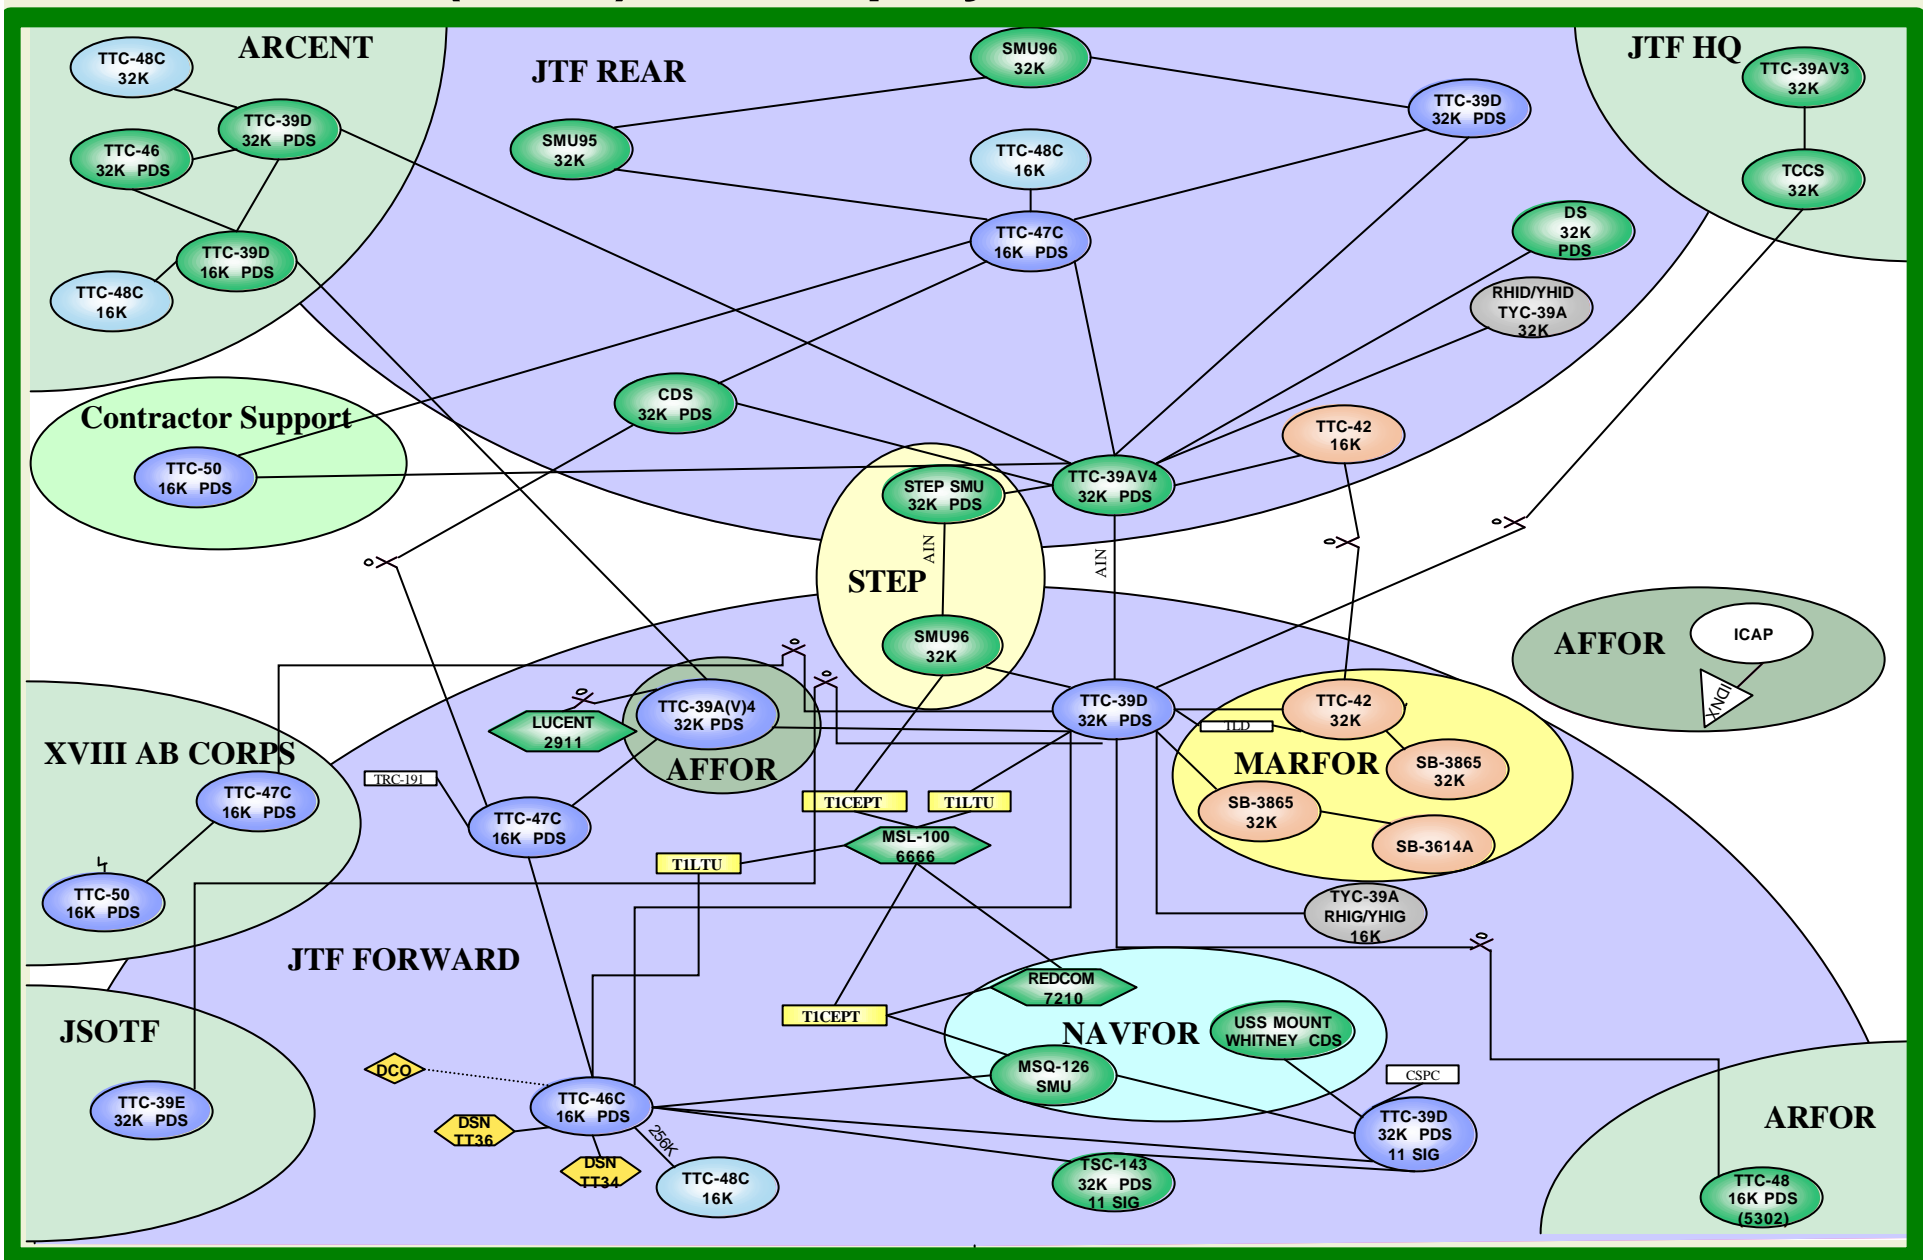 ARCENT
TTC-48C
32K
TTC-39D
32K PDS
TTC-46
32K PDS
TTC-39D
16K PDS
TTC-48C
16K
JTF REAR
SMU96
32K
SMU95
32K
TTC-48C
16K
TTC-47C
16K PDS
TTC-39D
32K PDS
DS
32K
PDS
RHID/YHID
TYC-39A
32K
CDS
32K PDS
TTC-42
16K
TTC-39AV4
32K PDS
JTF HQ
TTC-39AV3
32K
TCCS
32K
Contractor Support
TTC-50
16K PDS
STEP SMU
32K PDS
AIN
AIN
STEP
SMU96
32K
AFFOR
ICAP
IDNX
XVIII AB CORPS
TTC-47C
16K PDS
TTC-50
16K PDS
LUCENT
2911
TTC-39A(V)4
32K PDS
AFFOR
TRC-191
TTC-47C
16K PDS
TTC-39D
32K PDS
TTC-42
32K
TLD
MARFOR
SB-3865
32K
SB-3865
32K
SB-3614A
T1CEPT
T1LTU
MSL-100
6666
T1LTU
TYC-39A
RHIG/YHIG
16K
JTF FORWARD
REDCOM
7210
T1CEPT
NAVFOR
USS MOUNT
WHITNEY CDS
MSQ-126
SMU
CSPC
TTC-39D
32K PDS
11 SIG
JSOTF
TTC-39E
32K PDS
DCO
TTC-46C
16K PDS
DSN
TT36
DSN
TT34
256K
TTC-48C
16K
TSC-143
32K PDS
11 SIG
ARFOR
TTC-48
16K PDS
(5302)